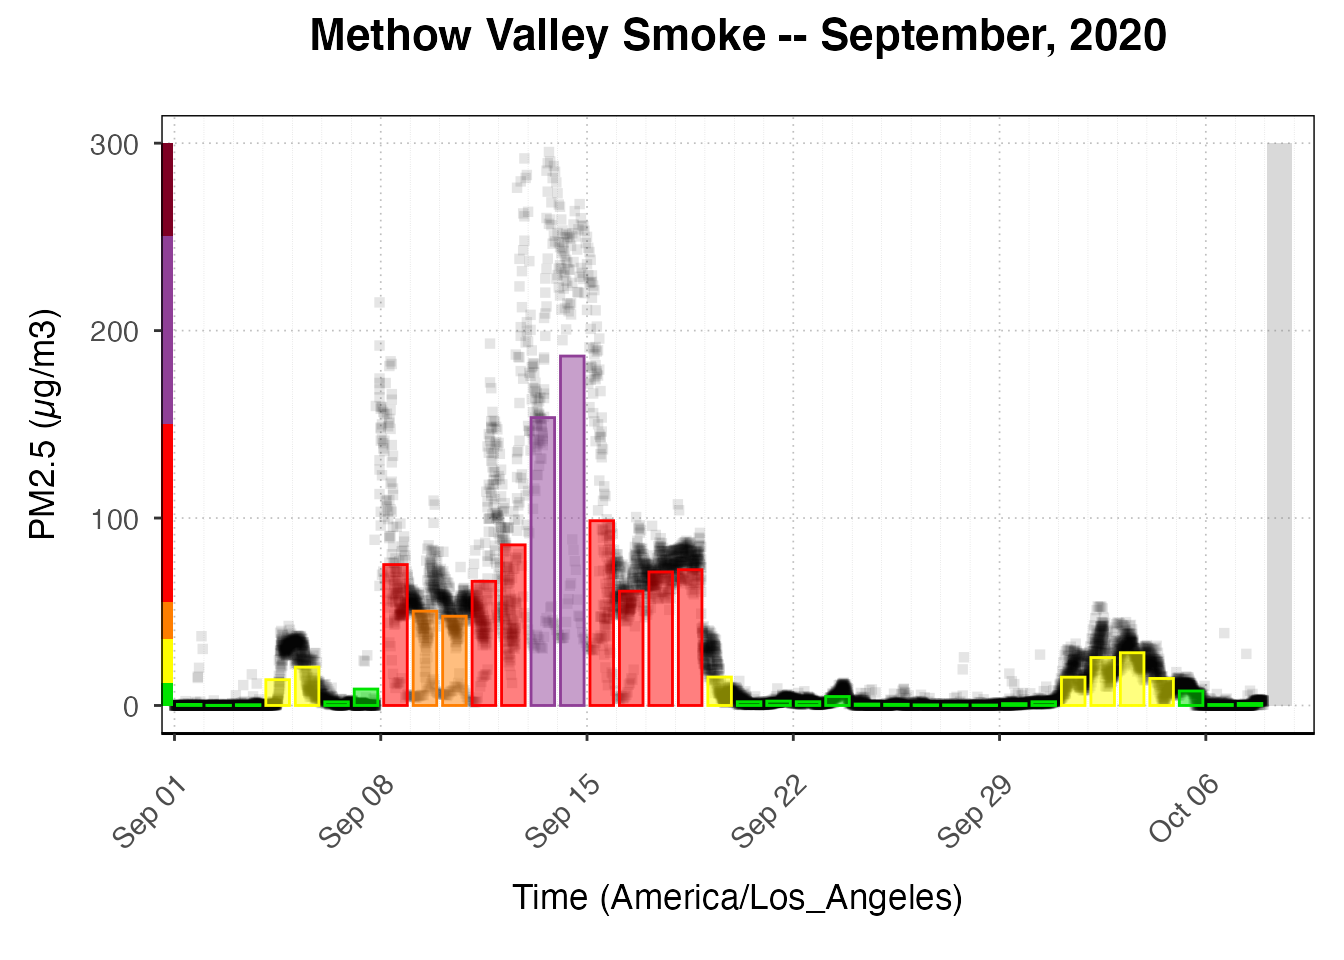 Methow Valley Smoke -- September, 2020
PM2.5 (µg/m3)
300
200
100
0
Sep 01
Sep 08
Sep 15
Sep 22
Sep 29
Oct 06
Time (America/Los_Angeles)